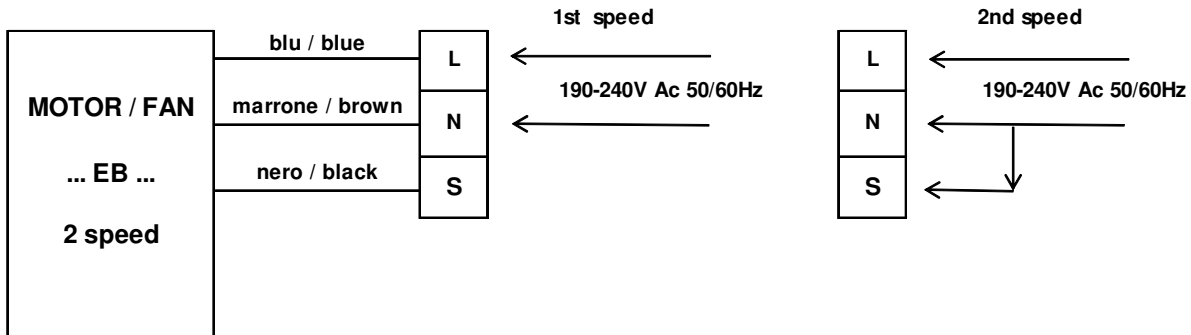 1st speed
2nd speed
blu / blue
L
L
190-240V Ac 50/60Hz
190-240V Ac 50/60Hz
MOTOR / FAN
marrone / brown
N
N
... EB ...
nero / black
S
S
2 speed